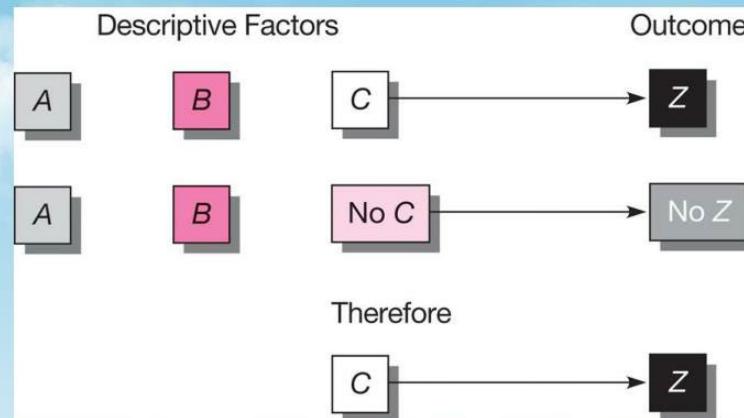 Descriptive Factors Outcome
A B C Z
A B No C No Z
Therefore
C Z